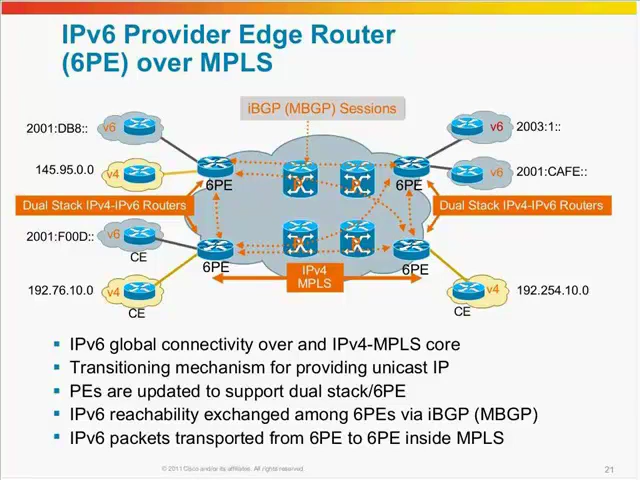 IPv6 Provider Edge Router
(6PE) over MPLS
iBGP (MBGP) Sessions
2001:DB8::
v6
v6
2003:1::
145.95.0.0
v4
6PE
P
P
6PE
v6
2001:CAFE::
Dual Stack IPv4-IPv6 Routers
Dual Stack IPv4-IPv6 Routers
2001:F00D::
v6
CE
6PE
P
P
6PE
IPv4
MPLS
192.76.10.0
v4
CE
v4
192.254.10.0
CE
IPv6 global connectivity over and IPv4-MPLS core
Transitioning mechanism for providing unicast IP
PEs are updated to support dual stack/6PE
IPv6 reachability exchanged among 6PEs via iBGP (MBGP)
IPv6 packets transported from 6PE to 6PE inside MPLS
© 2011 Cisco and/or its affiliates. All rights reserved.
21